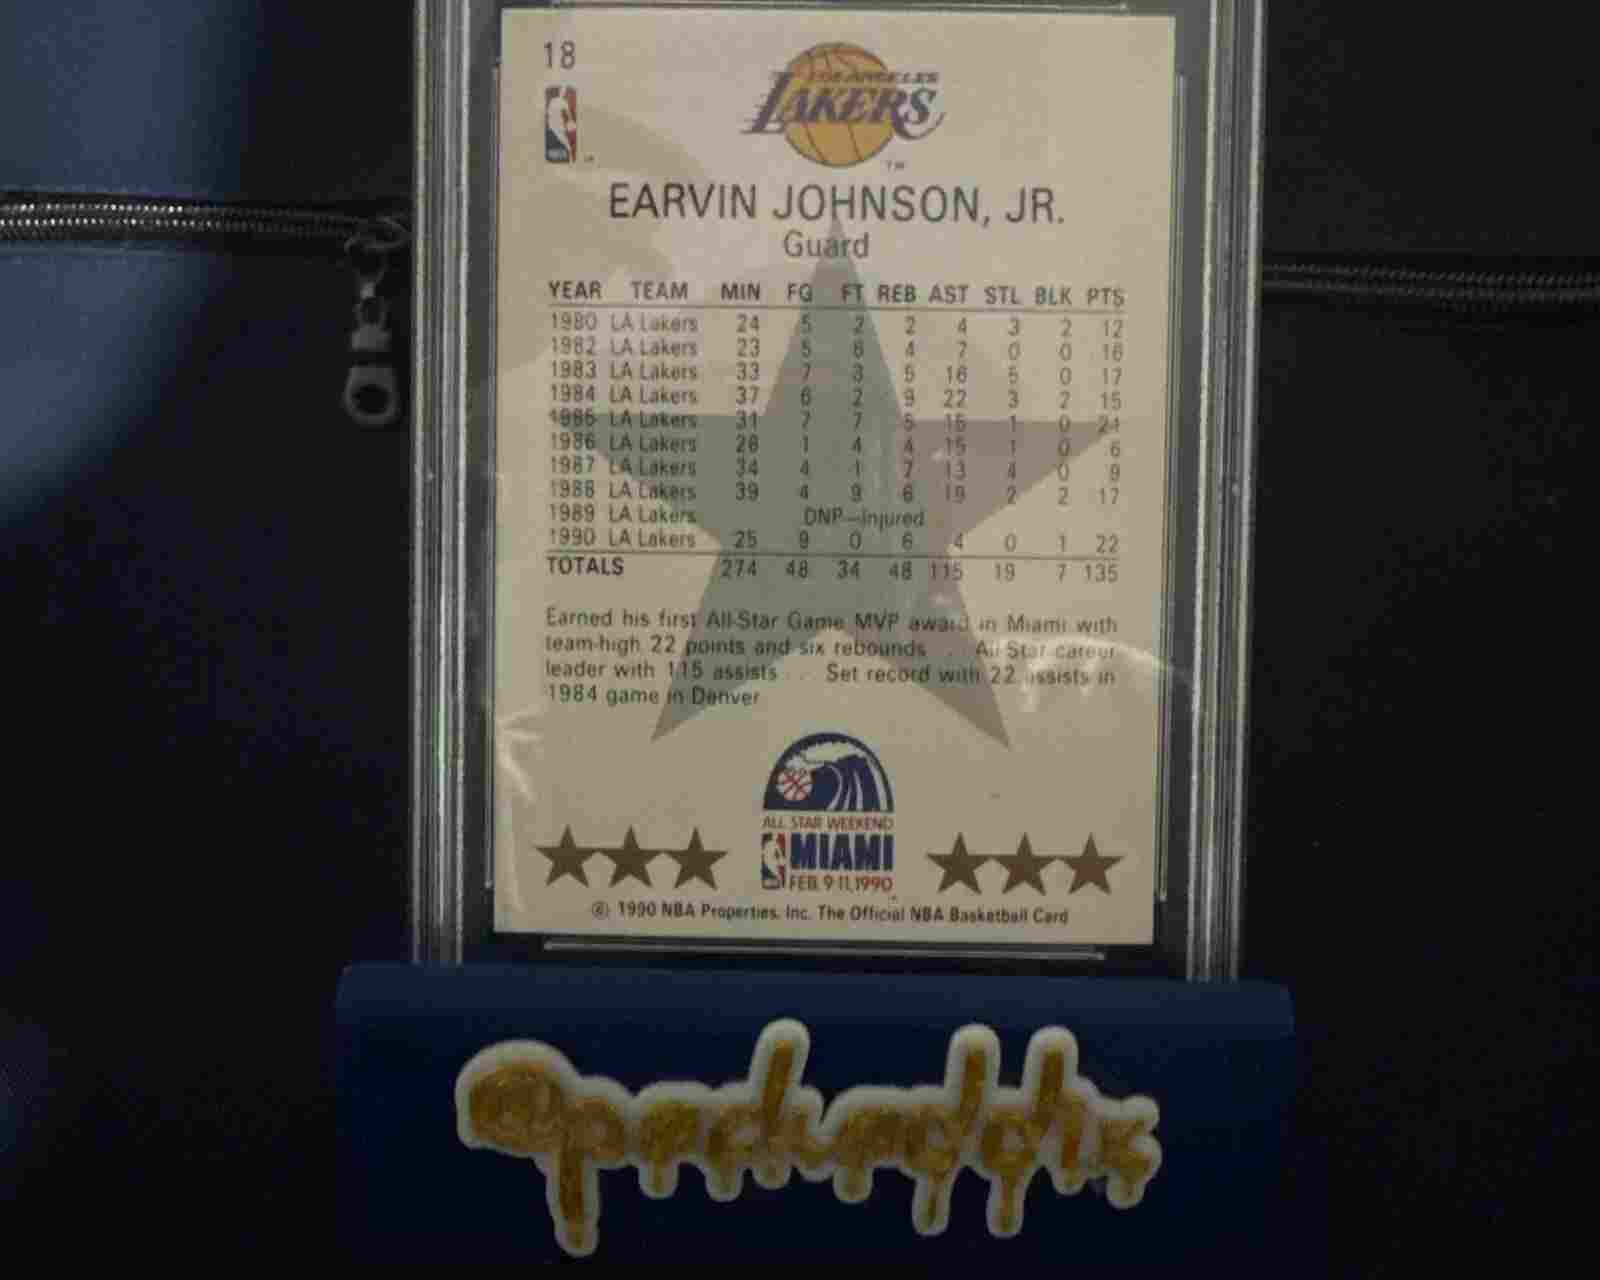 18
LOS ANGELES
LAKERS
TM
EARVIN JOHNSON, JR.
Guard
YEAR TEAM MIN FG FT REB AST STL BLK PTS
1980 LA Lakers 24 5 2 2 4 3 2 12
1982 LA Lakers 23 5 6 4 7 0 0 16
1983 LA Lakers 33 7 3 5 16 5 0 17
1984 LA Lakers 37 6 2 9 22 3 2 15
1985 LA Lakers 31 7 7 5 15 1 0 21
1986 LA Lakers 28 1 4 4 15 1 0 6
1987 LA Lakers 34 4 1 7 13 4 0 9
1988 LA Lakers 39 4 9 6 19 2 2 17
1989 LA Lakers DNP—Injured
1990 LA Lakers 25 9 0 6 4 0 1 22
TOTALS 274 48 34 48 115 19 7 135
Earned his first All-Star Game MVP award in Miami with
team-high 22 points and six rebounds ... All-Star career
leader with 115 assists ... Set record with 22 assists in
1984 game in Denver
ALL STAR WEEKEND
MIAMI
FEB. 9-11, 1990
© 1990 NBA Properties, Inc. The Official NBA Basketball Card